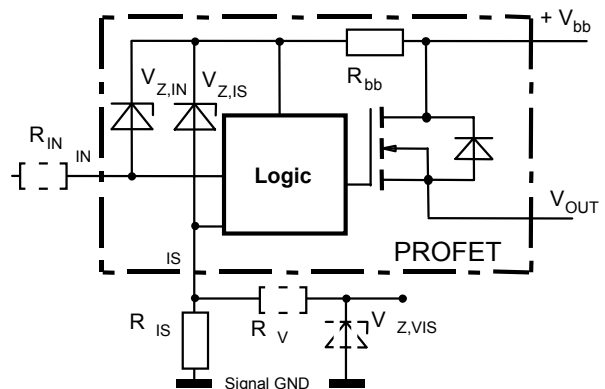 + V bb
V Z,IN
V Z,IS
R bb
R IN
IN
Logic
V OUT
PROFET
IS
R IS
R V
V Z,VIS
Signal GND